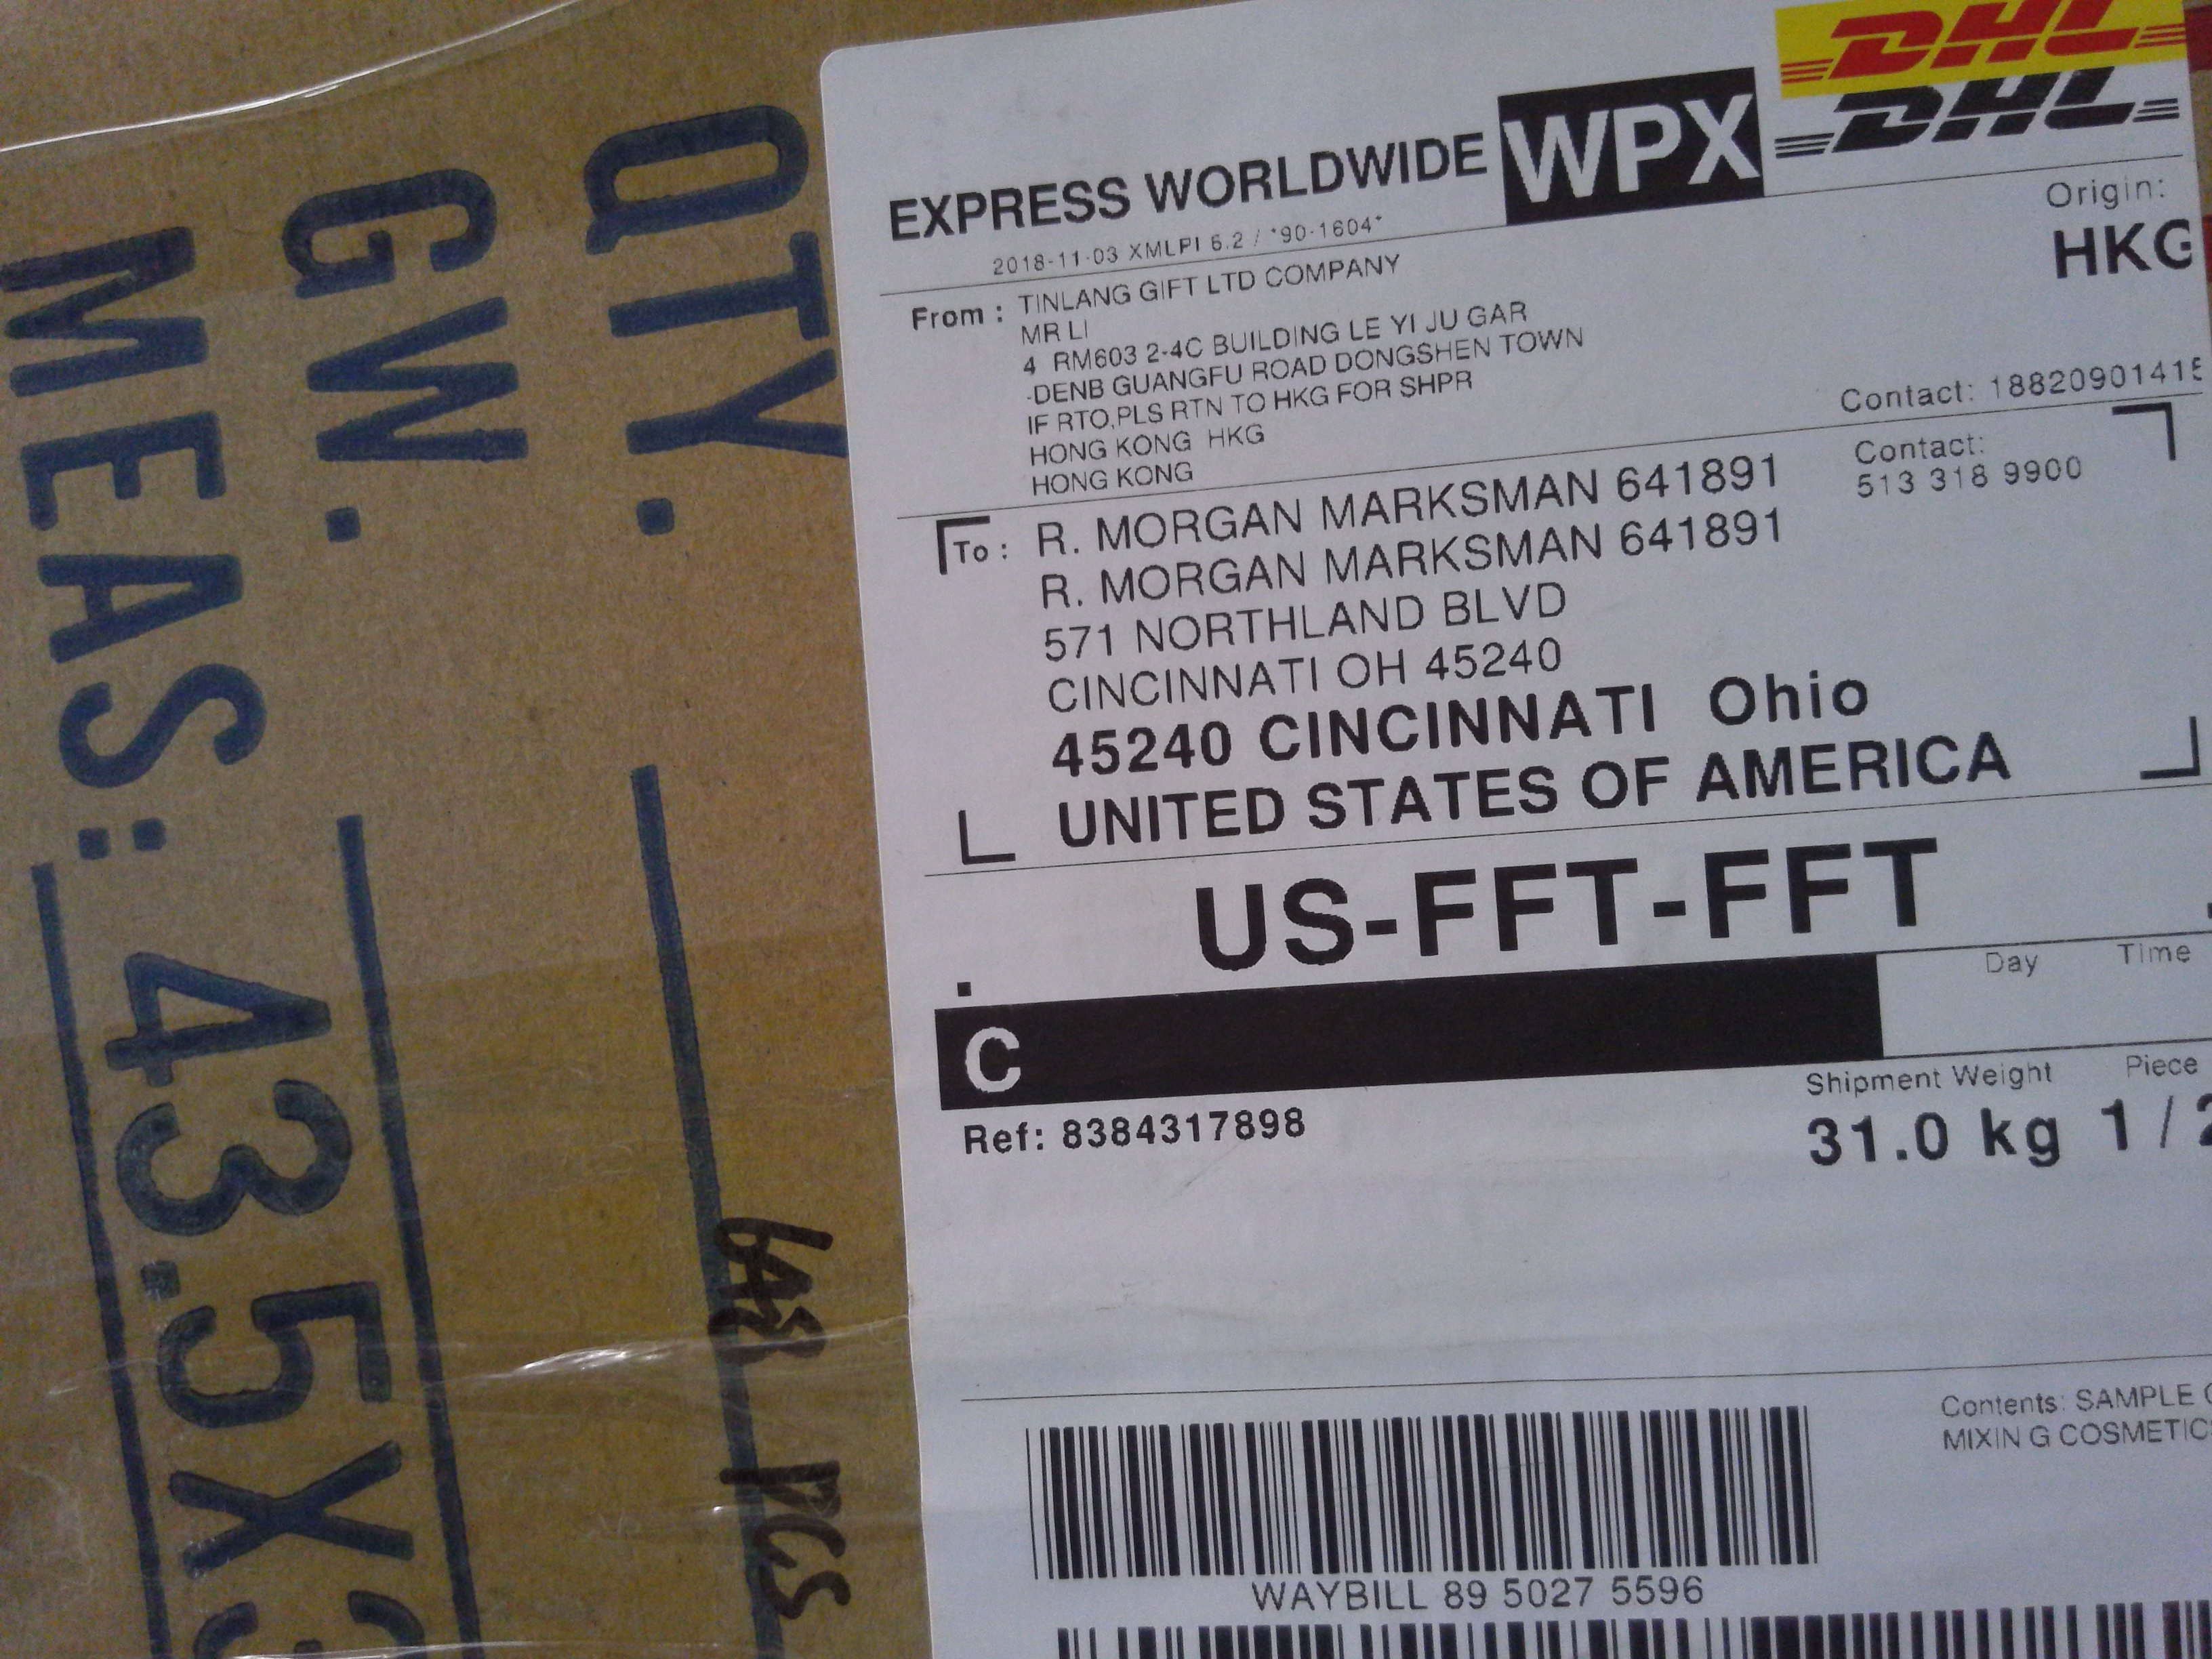 QTY.
GW.
MEAS: 43.5X3
PCS
DHL
DHL
EXPRESS WORLDWIDE WPX
2018-11-03 XMLPI 6.2 / *90-1604*
Origin:
HKG
From : TINLANG GIFT LTD COMPANY
MR LI
4 RM603 2-4C BUILDING LE YI JU GAR
-DENB GUANGFU ROAD DONGSHEN TOWN
IF RTO,PLS RTN TO HKG FOR SHPR
HONG KONG HKG
HONG KONG
Contact: 18820901415
To : R. MORGAN MARKSMAN 641891
R. MORGAN MARKSMAN 641891
571 NORTHLAND BLVD
CINCINNATI OH 45240
45240 CINCINNATI Ohio
UNITED STATES OF AMERICA
Contact:
513 318 9900
US-FFT-FFT
Day Time
C
Ref: 8384317898
Shipment Weight Piece
31.0 kg 1 / 2
Contents: SAMPLE
MIXIN G COSMETIC
WAYBILL 89 5027 5596